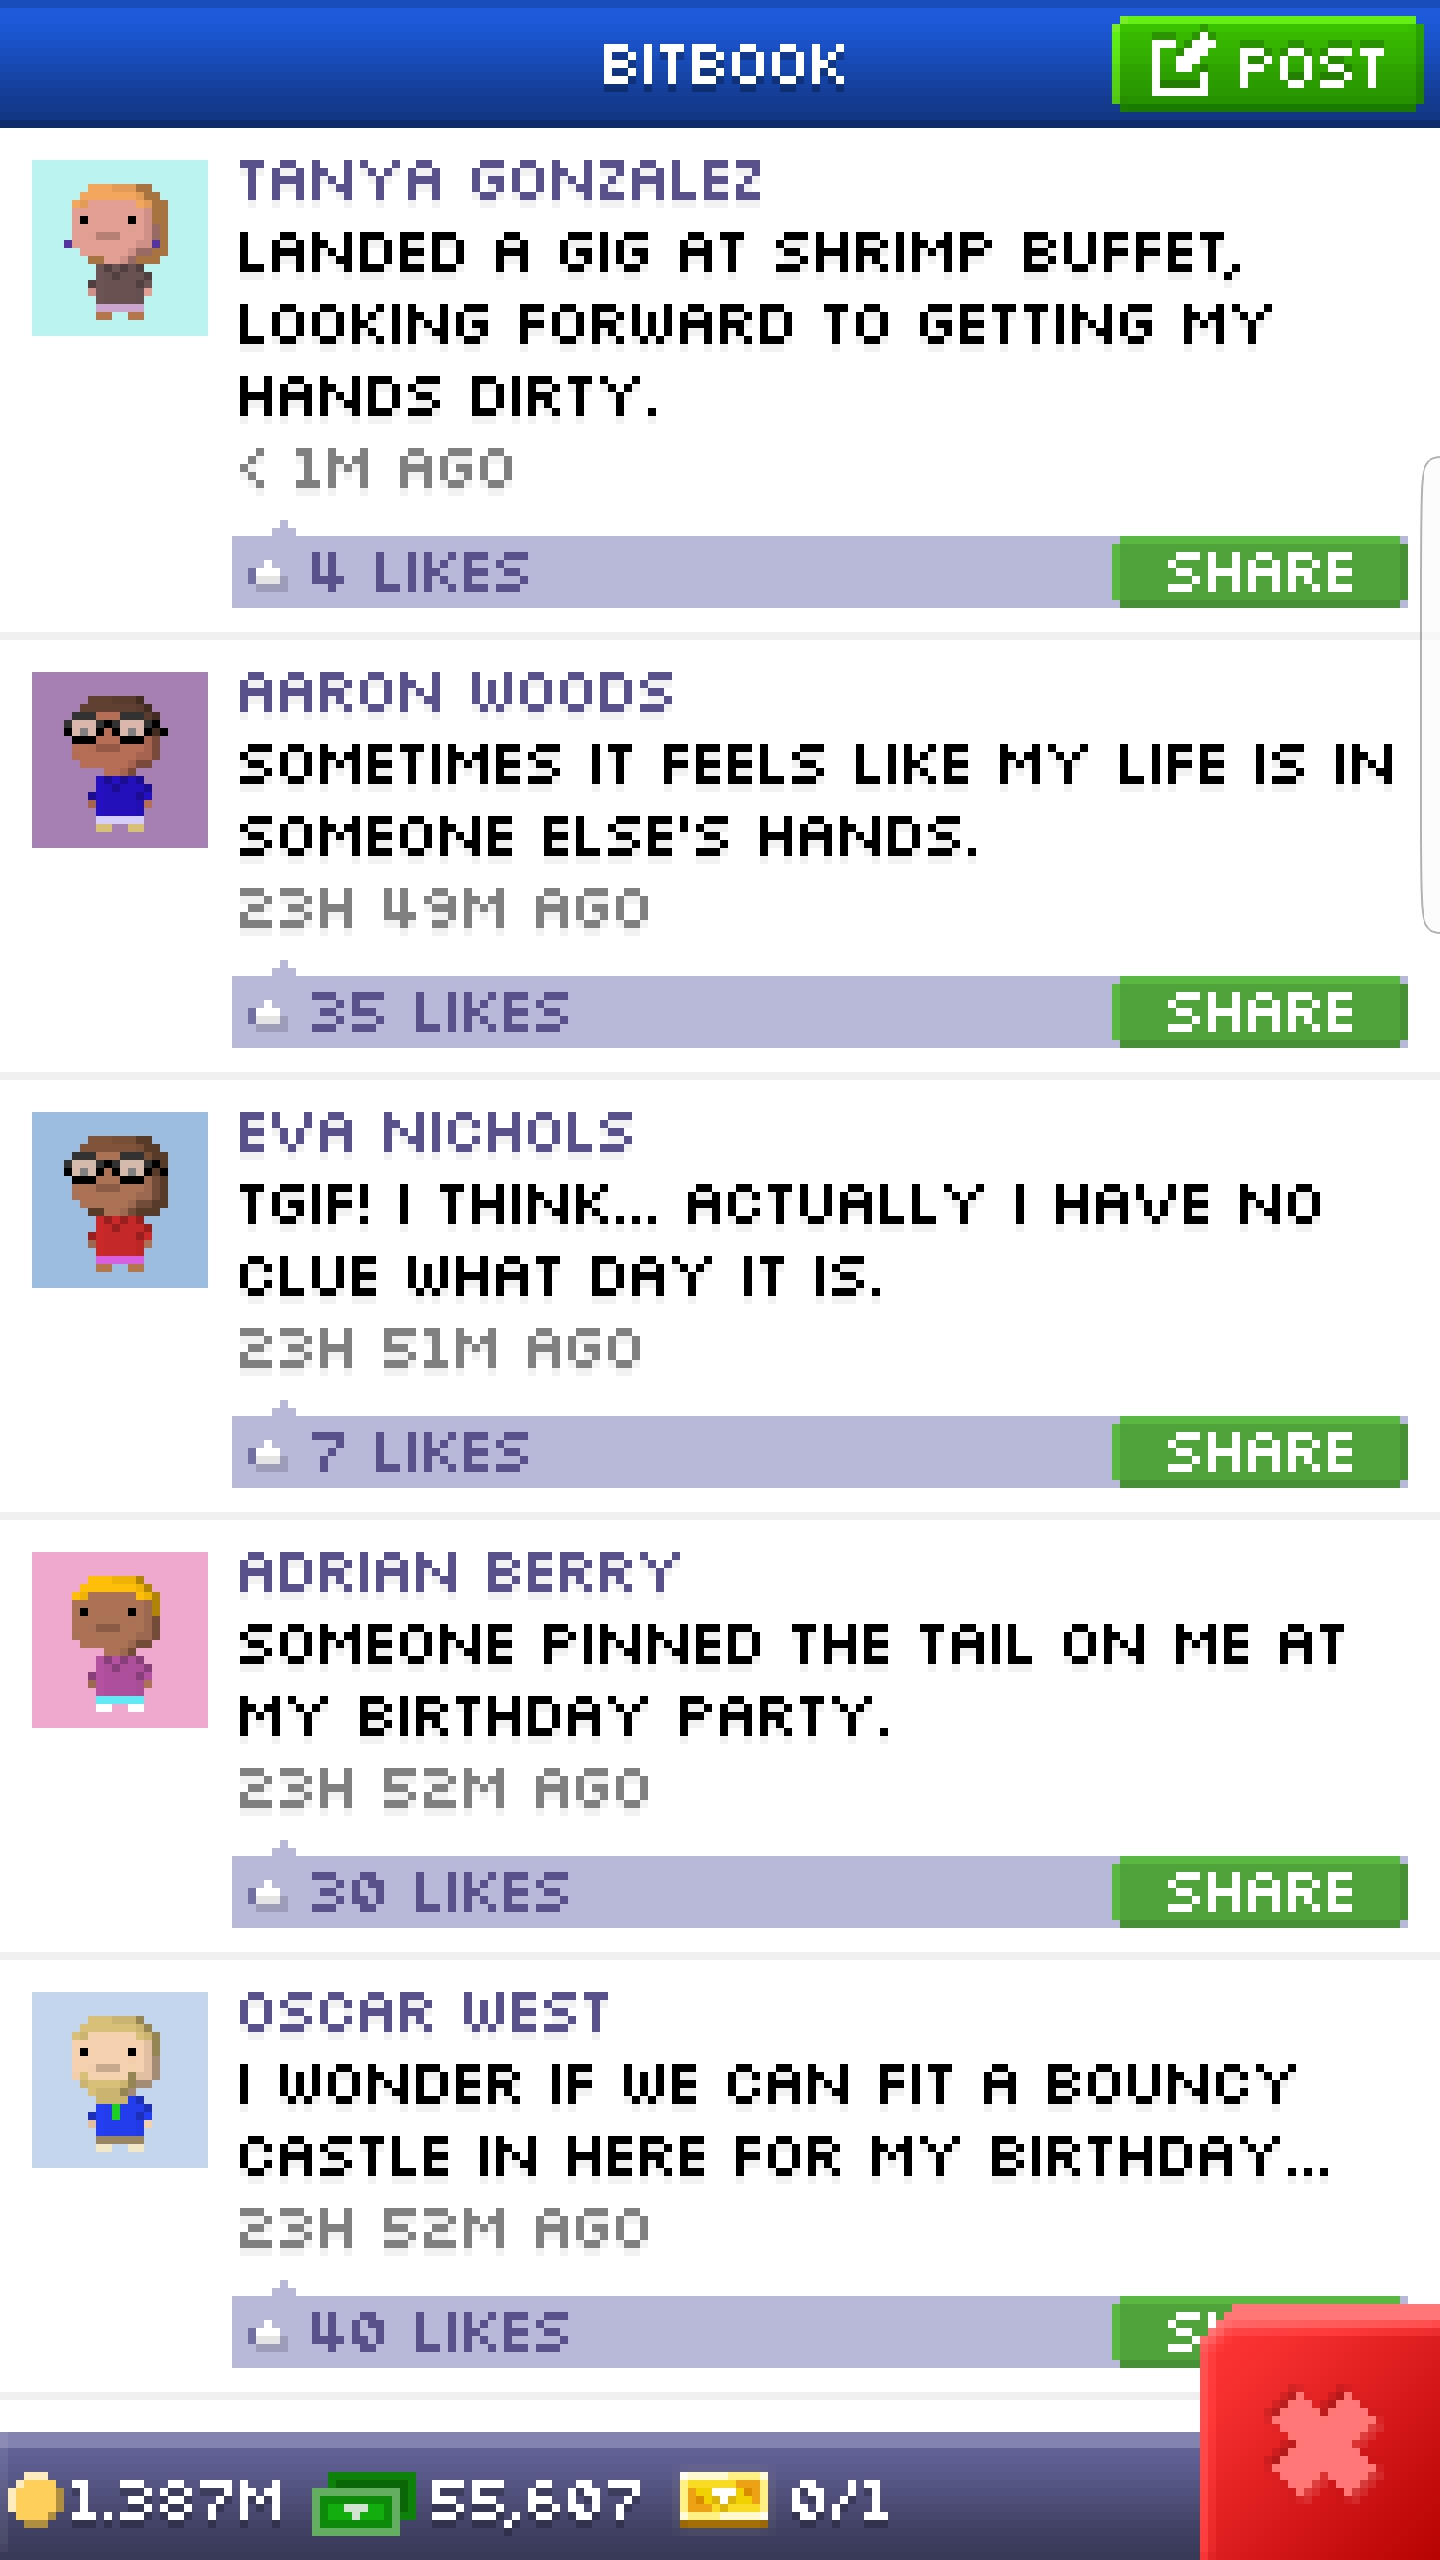 BITBOOK
POST
TANYA GONZALEZ
LANDED A GIG AT SHRIMP BUFFET,
LOOKING FORWARD TO GETTING MY
HANDS DIRTY.
< 1M AGO
4 LIKES
SHARE
AARON WOODS
SOMETIMES IT FEELS LIKE MY LIFE IS IN
SOMEONE ELSE'S HANDS.
23H 49M AGO
35 LIKES
SHARE
EVA NICHOLS
TGIF! I THINK... ACTUALLY I HAVE NO
CLUE WHAT DAY IT IS.
23H 51M AGO
7 LIKES
SHARE
ADRIAN BERRY
SOMEONE PINNED THE TAIL ON ME AT
MY BIRTHDAY PARTY.
23H 52M AGO
30 LIKES
SHARE
OSCAR WEST
I WONDER IF WE CAN FIT A BOUNCY
CASTLE IN HERE FOR MY BIRTHDAY...
23H 52M AGO
40 LIKES
1.387M 55,607 0/1